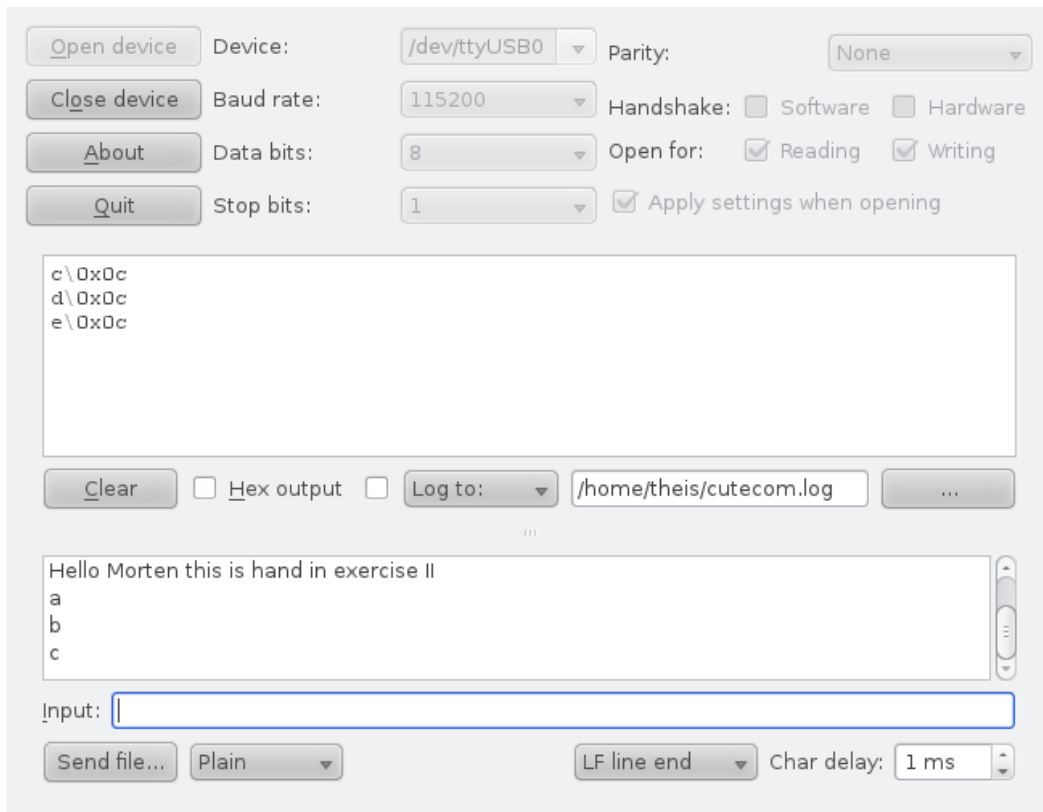 Open device Device: /dev/ttyUSB0 Parity: None
Close device Baud rate: 115200 Handshake: Software Hardware
About Data bits: 8 Open for: Reading Writing
Quit Stop bits: 1 Apply settings when opening
c\0x0c
d\0x0c
e\0x0c
Clear Hex output Log to: /home/theis/cutecom.log ...
Hello Morten this is hand in exercise II
a
b
c
Input:
Send file... Plain LF line end Char delay: 1 ms